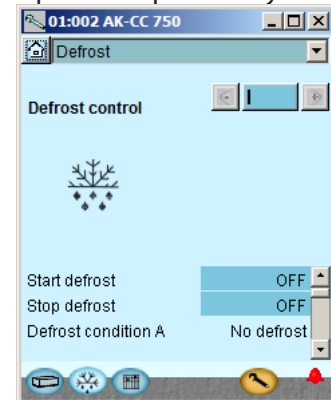 01:002 AK-CC 750
Defrost
Defrost control
Start defrost OFF
Stop defrost OFF
Defrost condition A No defrost